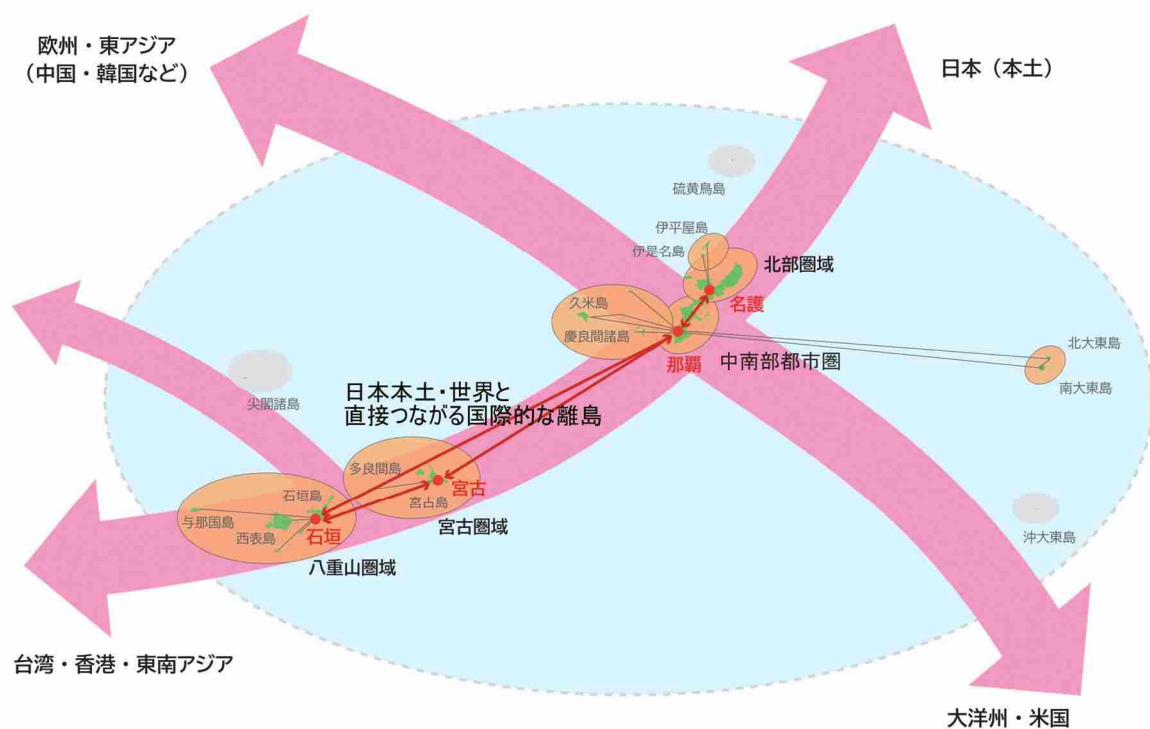 欧州・東アジア
（中国・韓国など）
日本（本土）
硫黄鳥島
伊平屋島
伊是名島
北部圏域
久米島
名護
慶良間諸島
那覇
中南部都市圏
北大東島
南大東島
尖閣諸島
日本本土・世界と
直接つながる国際的な離島
多良間島
宮古島
宮古
宮古圏域
石垣島
与那国島
西表島
石垣
八重山圏域
沖大東島
台湾・香港・東南アジア
大洋州・米国